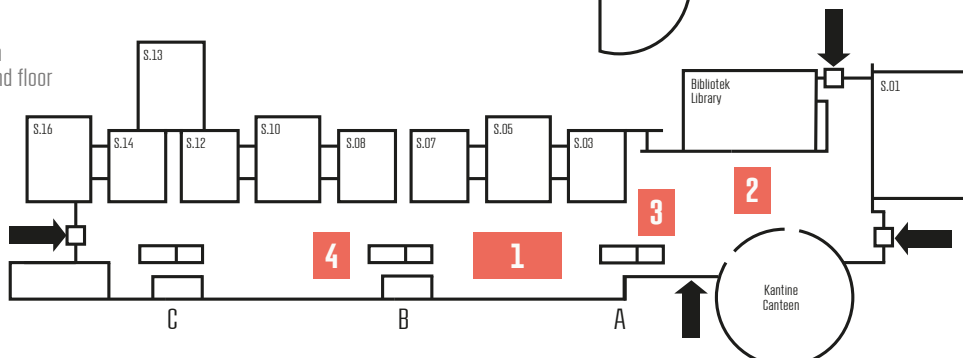 S.13
floor
Bibliotek
Library
S.01
S.16
S.14
S.12
S.10
S.08
S.07
S.05
S.03
2
3
4
1
Kantine
Canteen
C
B
A